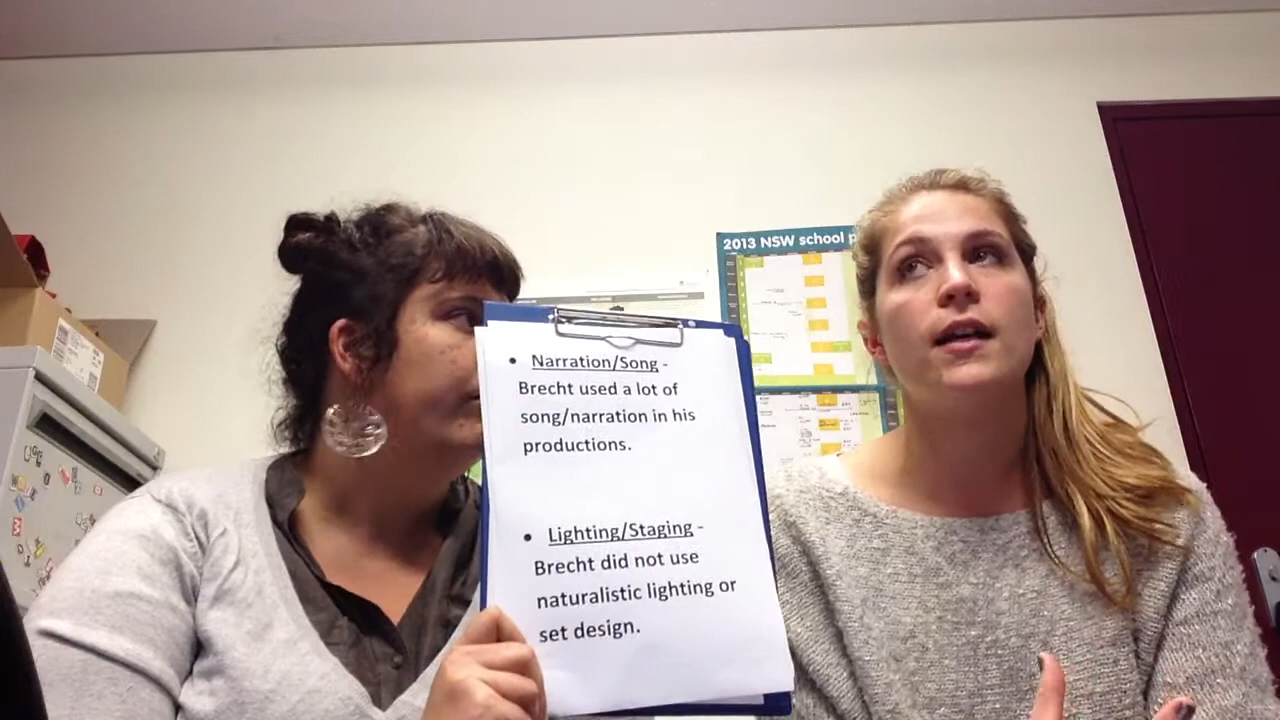 2013 NSW school p
• Narration/Song -
Brecht used a lot of
song/narration in his
productions.
• Lighting/Staging -
Brecht did not use
naturalistic lighting or
set design.